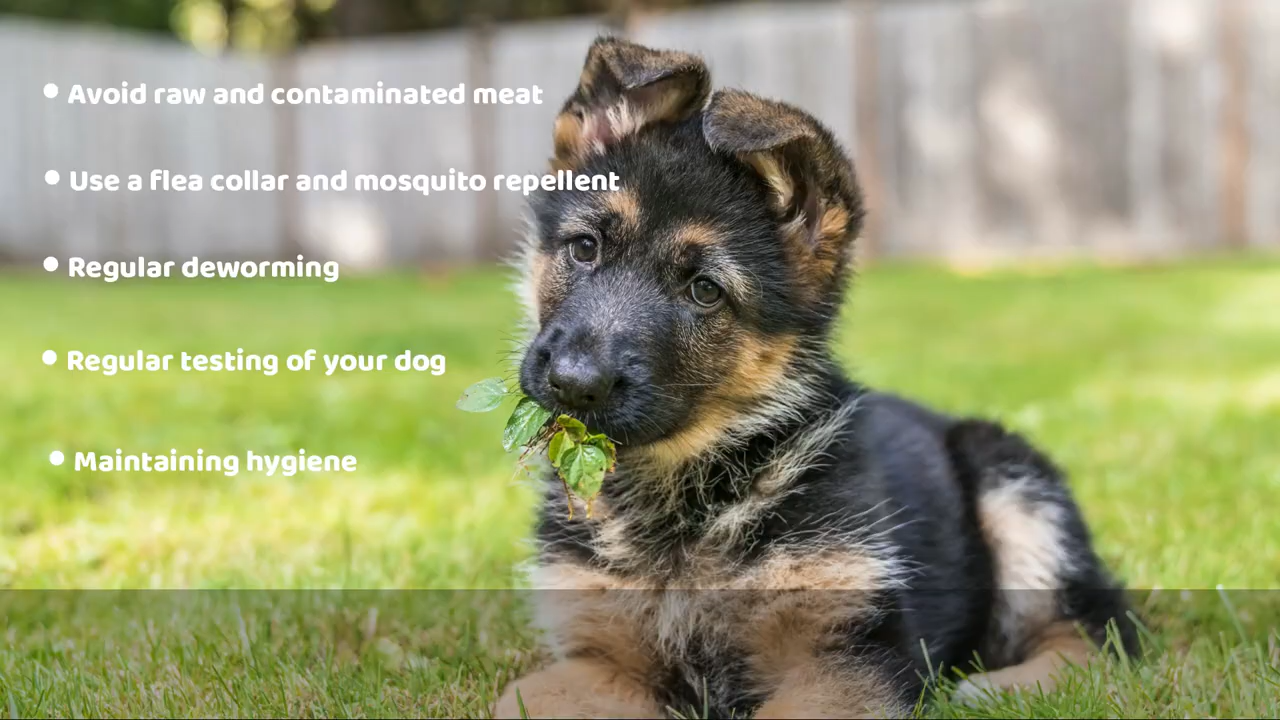 • Avoid raw and contaminated meat
• Use a flea collar and mosquito repellent
• Regular deworming
• Regular testing of your dog
• Maintaining hygiene